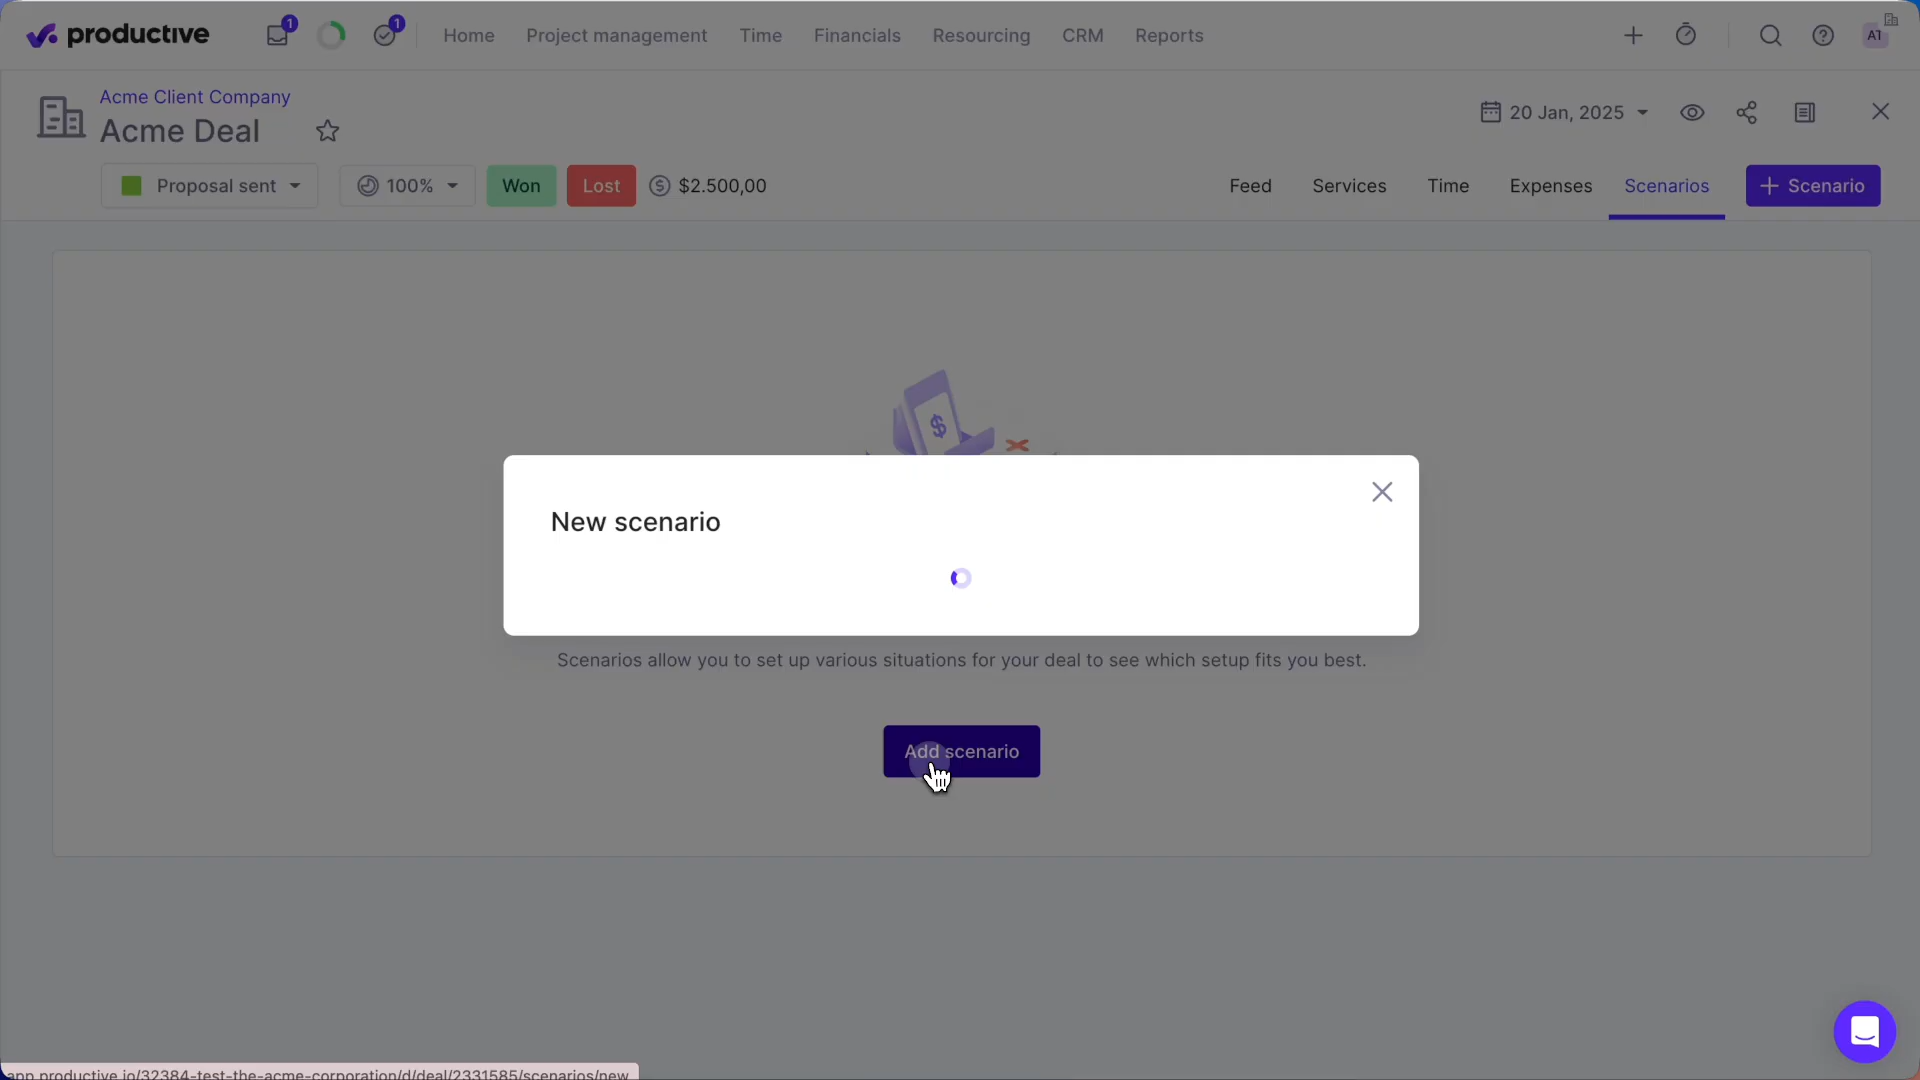 productive
1
1
Home
Project management
Time
Financials
Resourcing
CRM
Reports
AT
Acme Client Company
Acme Deal
20 Jan, 2025
Proposal sent
100%
Won
Lost
$2.500,00
Feed
Services
Time
Expenses
Scenarios
+ Scenario
$
New scenario
Scenarios allow you to set up various situations for your deal to see which setup fits you best.
Add scenario
app.productive.io/32384-test-the-acme-corporation/d/deal/2331585/scenarios/new